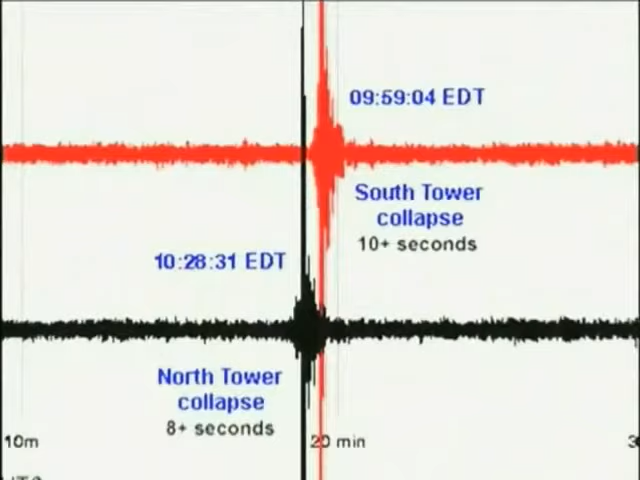 09:59:04 EDT
South Tower
collapse
10+ seconds
10:28:31 EDT
North Tower
collapse
8+ seconds
10m
20 min